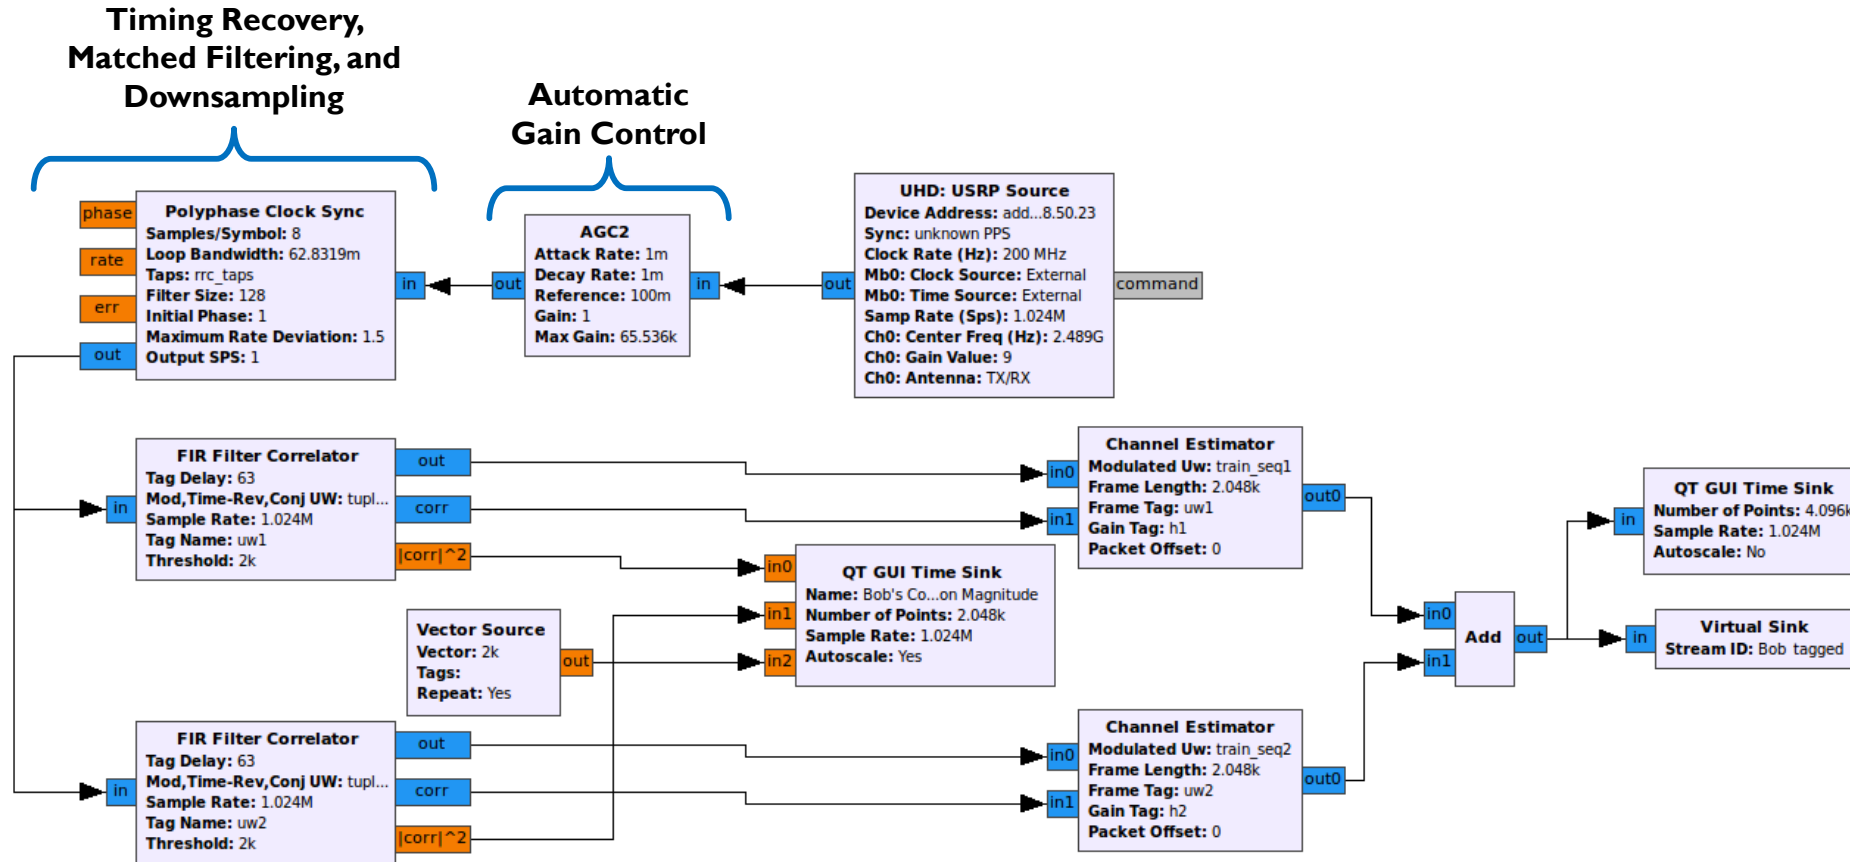 Timing Recovery,
Matched Filtering, and
Downsampling
Automatic
Gain Control
phase
rate
err
out
Polyphase Clock Sync
Samples/Symbol: 8
Loop Bandwidth: 62.8319m
Taps: rrc_taps
Filter Size: 128
Initial Phase: 1
Maximum Rate Deviation: 1.5
Output SPS: 1
in
out
AGC2
Attack Rate: 1m
Decay Rate: 1m
Reference: 100m
Gain: 1
Max Gain: 65.536k
in
out
UHD: USRP Source
Device Address: add...8.50.23
Sync: unknown PPS
Clock Rate (Hz): 200 MHz
Mb0: Clock Source: External
Mb0: Time Source: External
Samp Rate (Sps): 1.024M
Ch0: Center Freq (Hz): 2.489G
Ch0: Gain Value: 9
Ch0: Antenna: TX/RX
command
in
FIR Filter Correlator
Tag Delay: 63
Mod,Time-Rev,Conj UW: tupl...
Sample Rate: 1.024M
Tag Name: uw1
Threshold: 2k
out
corr
|corr|^2
in0
in1
Channel Estimator
Modulated Uw: train_seq1
Frame Length: 2.048k
Frame Tag: uw1
Gain Tag: h1
Packet Offset: 0
out0
in
QT GUI Time Sink
Number of Points: 4.096k
Sample Rate: 1.024M
Autoscale: No
in0
in1
in2
QT GUI Time Sink
Name: Bob's Co...on Magnitude
Number of Points: 2.048k
Sample Rate: 1.024M
Autoscale: Yes
Vector Source
Vector: 2k
Tags:
Repeat: Yes
out
in0
in1
Add
out
in
Virtual Sink
Stream ID: Bob tagged
in
FIR Filter Correlator
Tag Delay: 63
Mod,Time-Rev,Conj UW: tupl...
Sample Rate: 1.024M
Tag Name: uw2
Threshold: 2k
out
corr
|corr|^2
in0
in1
Channel Estimator
Modulated Uw: train_seq2
Frame Length: 2.048k
Frame Tag: uw2
Gain Tag: h2
Packet Offset: 0
out0